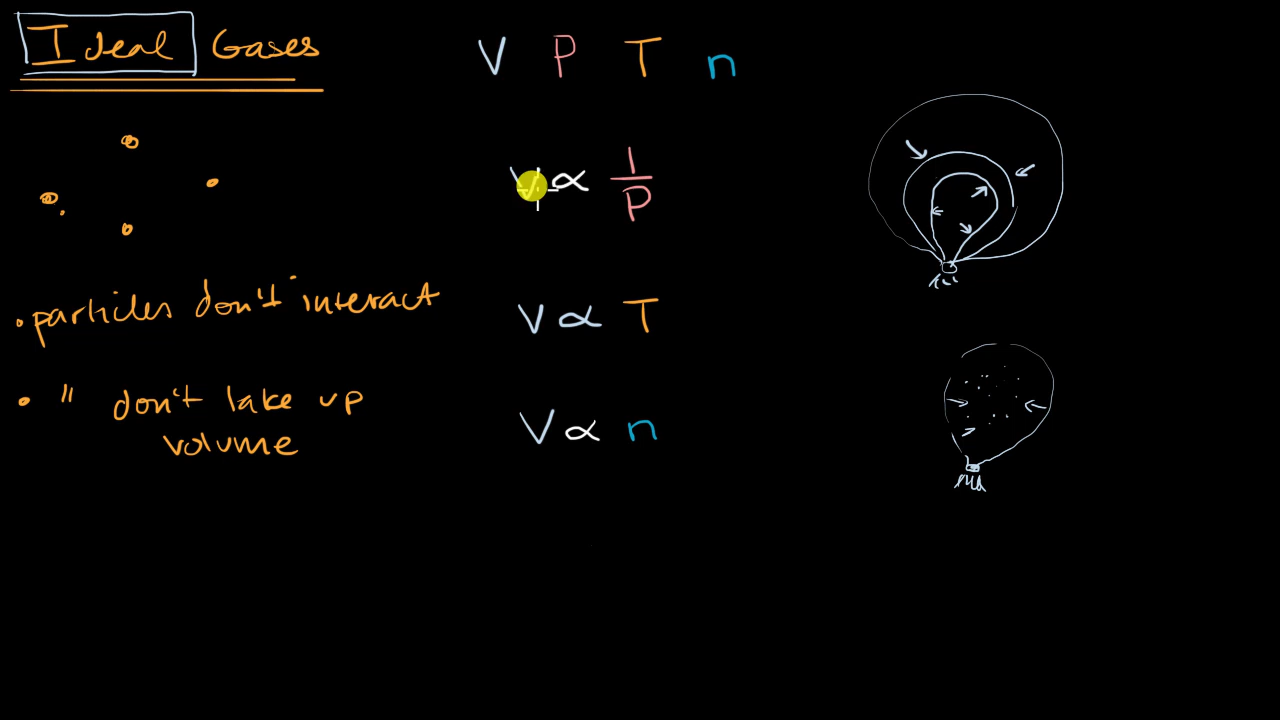 Ideal Gases
V P T n
V ∝ 1/P
• particles don't interact
V ∝ T
• " don't take up
volume
V ∝ n